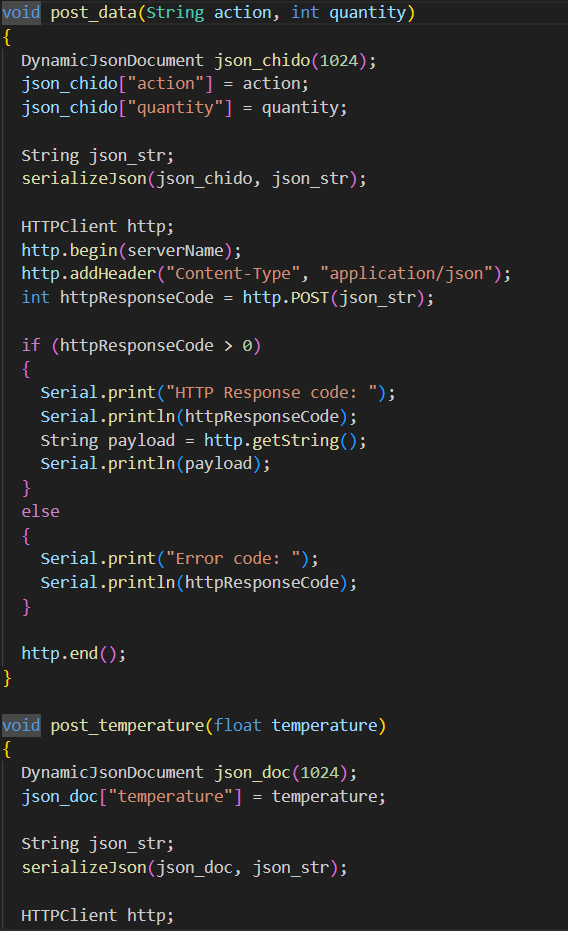 void post_data(String action, int quantity)
{
  DynamicJsonDocument json_chido(1024);
  json_chido["action"] = action;
  json_chido["quantity"] = quantity;

  String json_str;
  serializeJson(json_chido, json_str);

  HTTPClient http;
  http.begin(serverName);
  http.addHeader("Content-Type", "application/json");
  int httpResponseCode = http.POST(json_str);

  if (httpResponseCode > 0)
  {
    Serial.print("HTTP Response code: ");
    Serial.println(httpResponseCode);
    String payload = http.getString();
    Serial.println(payload);
  }
  else
  {
    Serial.print("Error code: ");
    Serial.println(httpResponseCode);
  }

  http.end();
}

void post_temperature(float temperature)
{
  DynamicJsonDocument json_doc(1024);
  json_doc["temperature"] = temperature;

  String json_str;
  serializeJson(json_doc, json_str);

  HTTPClient http;